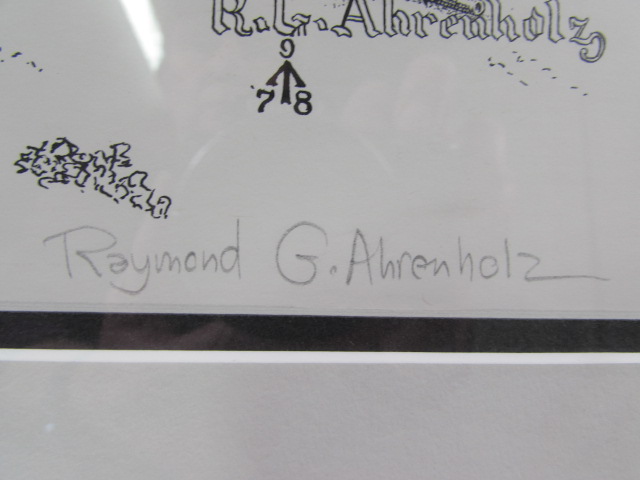 R.G. Ahrenholz
9
7 8
Raymond G. Ahrenholz